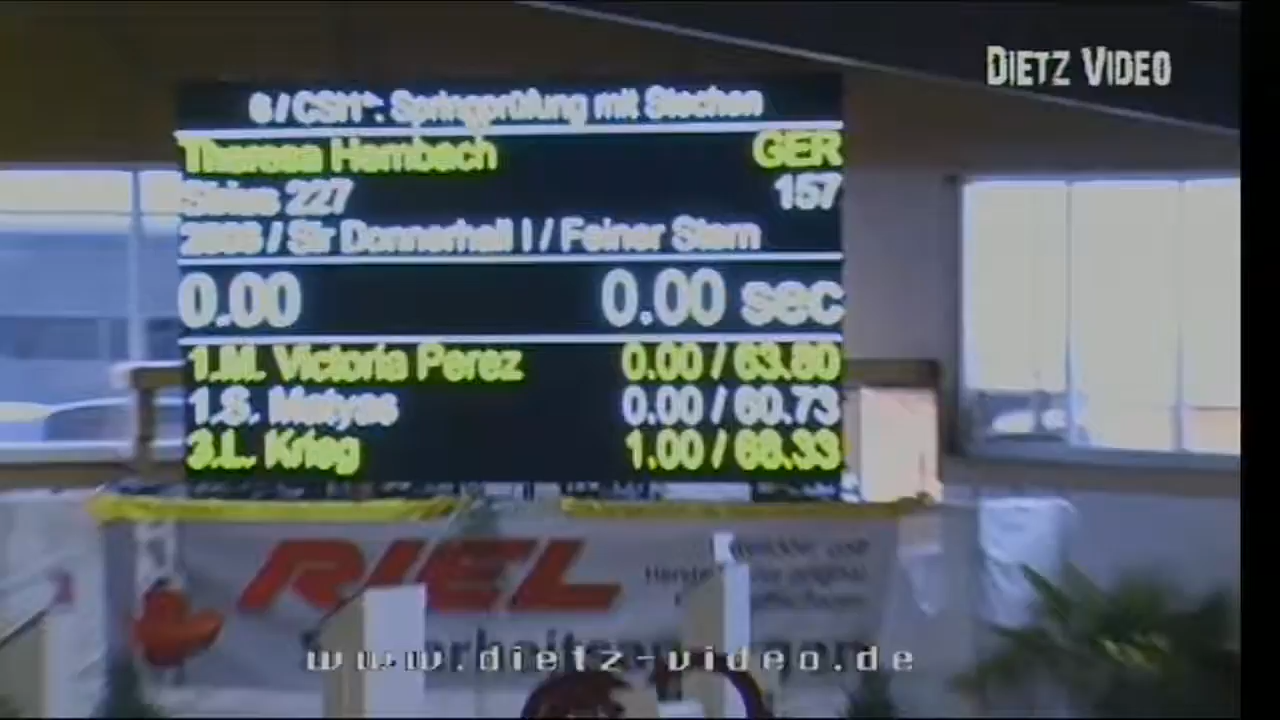 DIETZ VIDEO
6 / CSI1*: Springprüfung mit Stechen
Theresa Hambach GER
227 157
/ Sir Donnerhall I / Feiner Stern
0.00 0.00 sec
1.M. Victoria Perez 0.00 / 63.80
1.S. Matyas 0.00 / 60.73
3.L. Krieg 1.00 / 68.33
RIEL
www.dietz-video.de